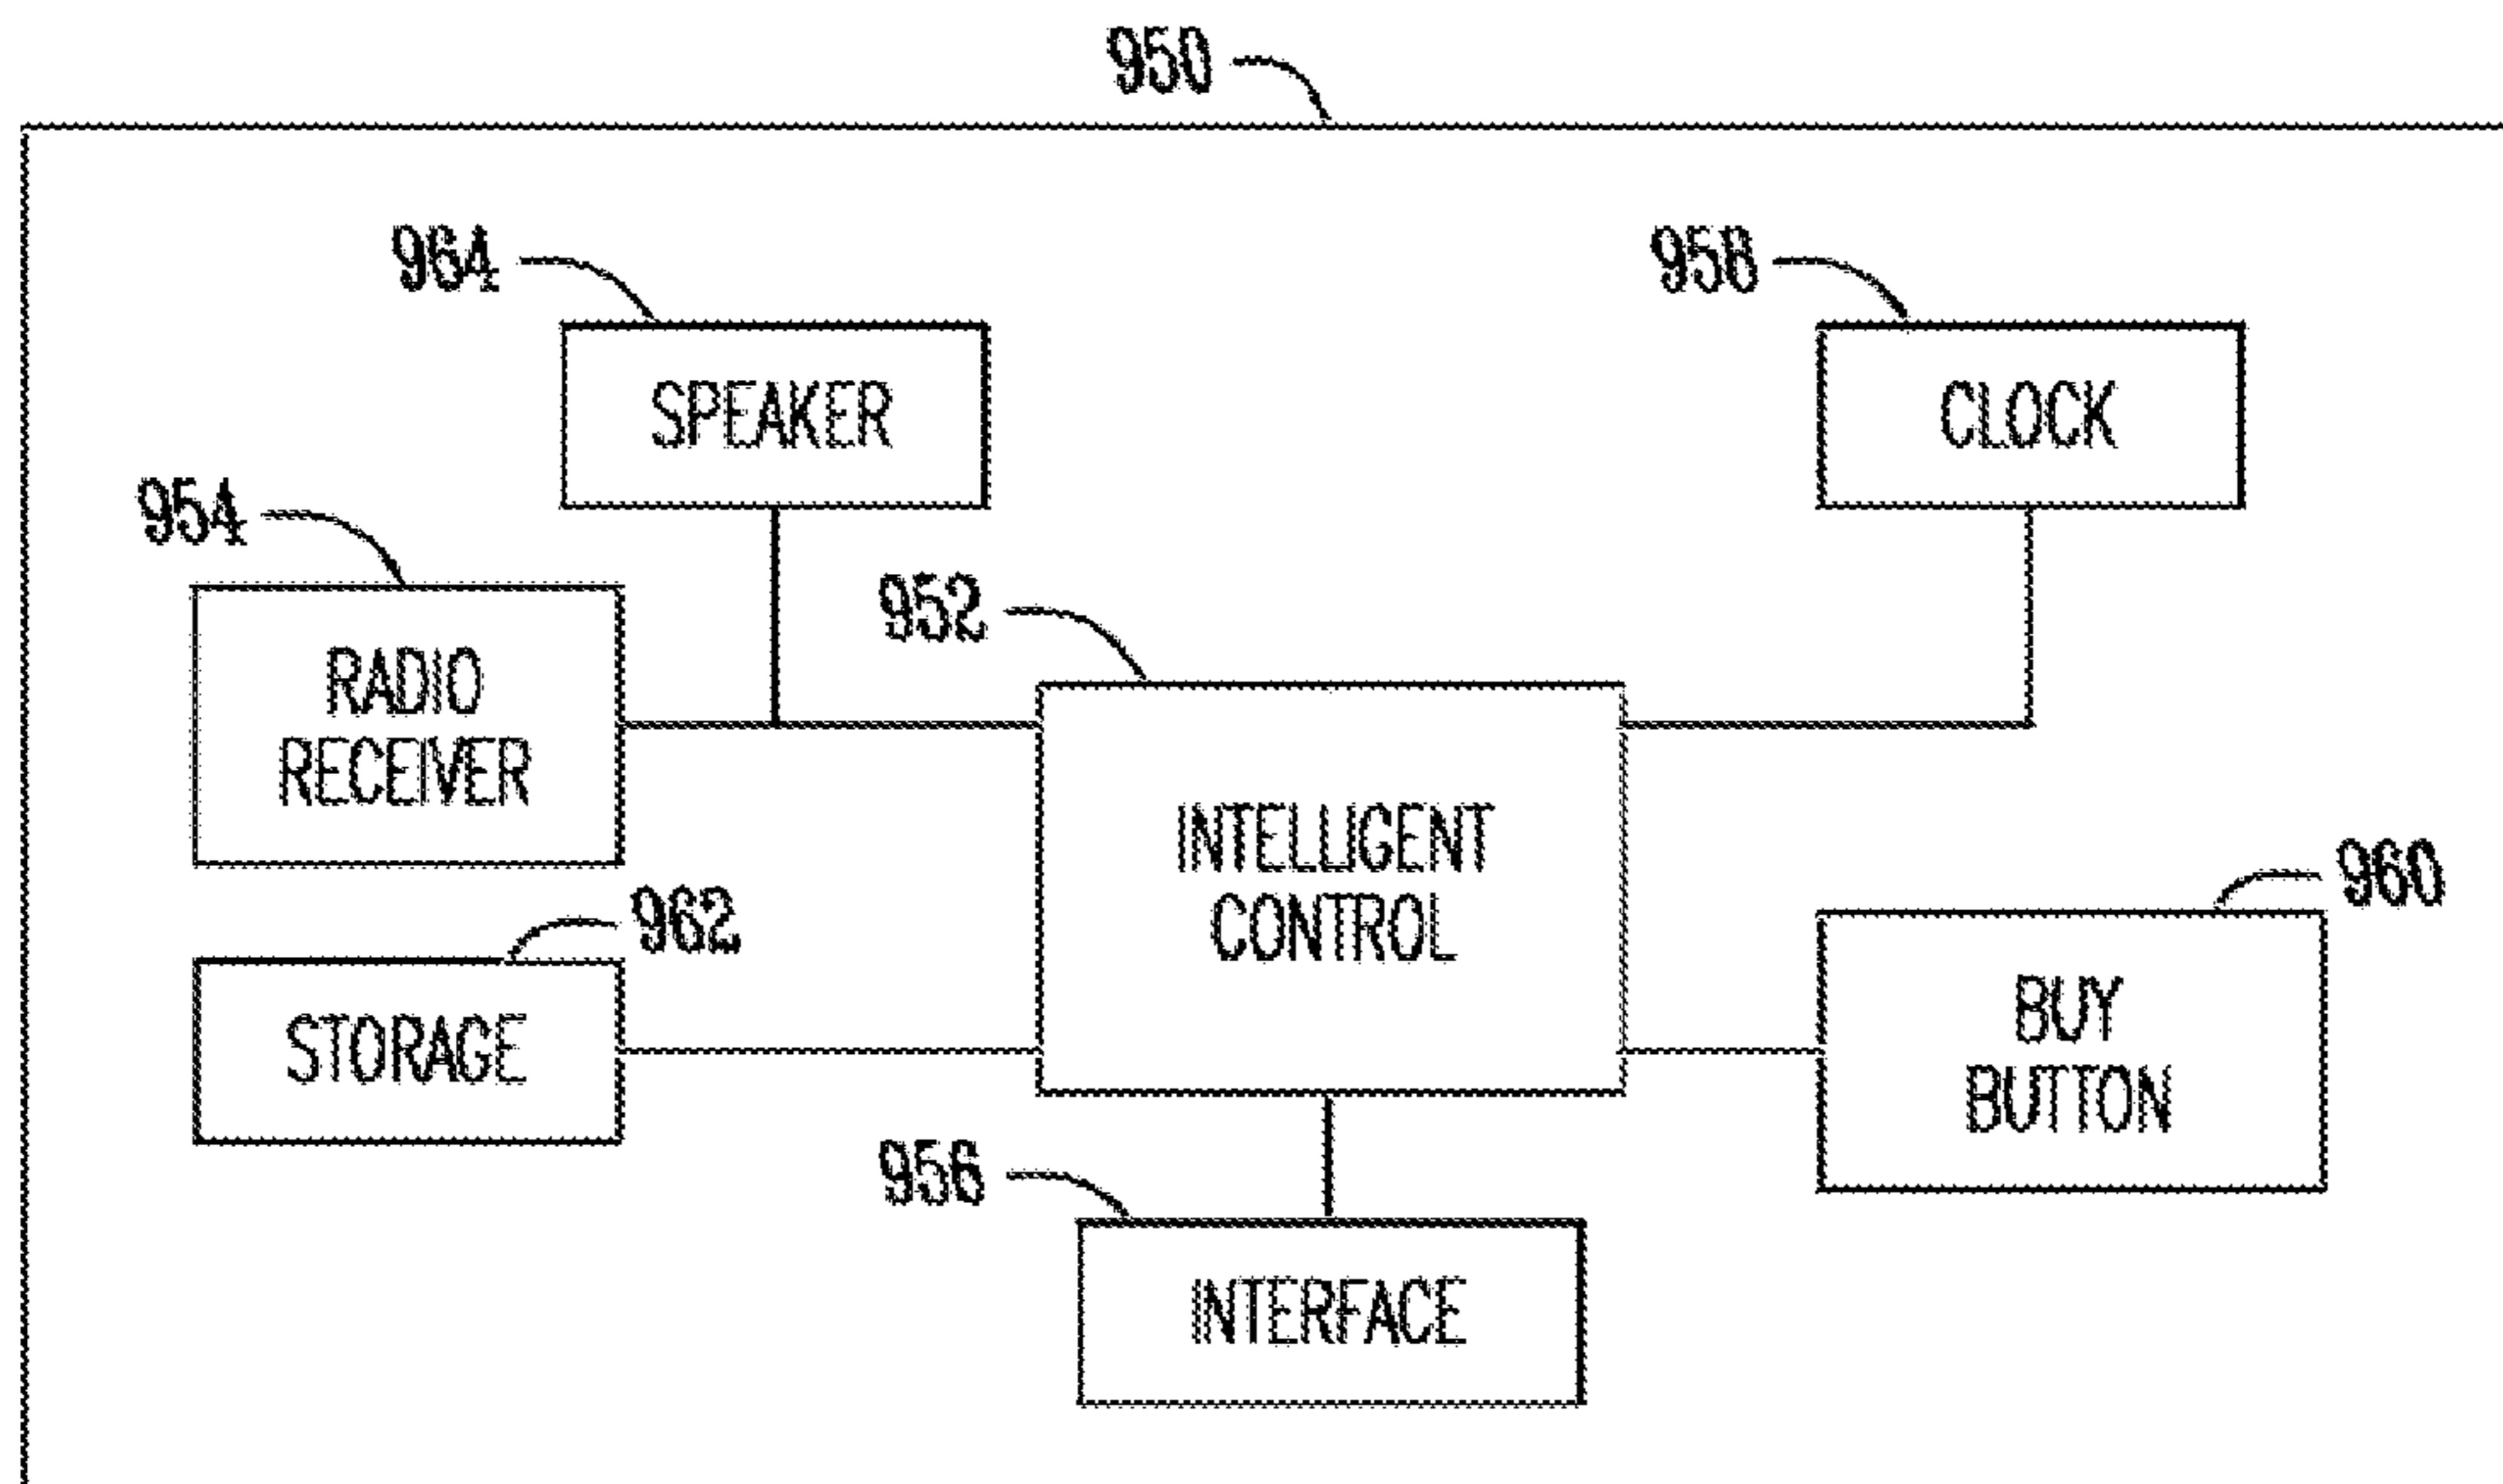 950
964
958
SPEAKER
CLOCK
954
952
RADIO
RECEIVER
INTELLIGENT
CONTROL
960
962
BUY
BUTTON
STORAGE
956
INTERFACE